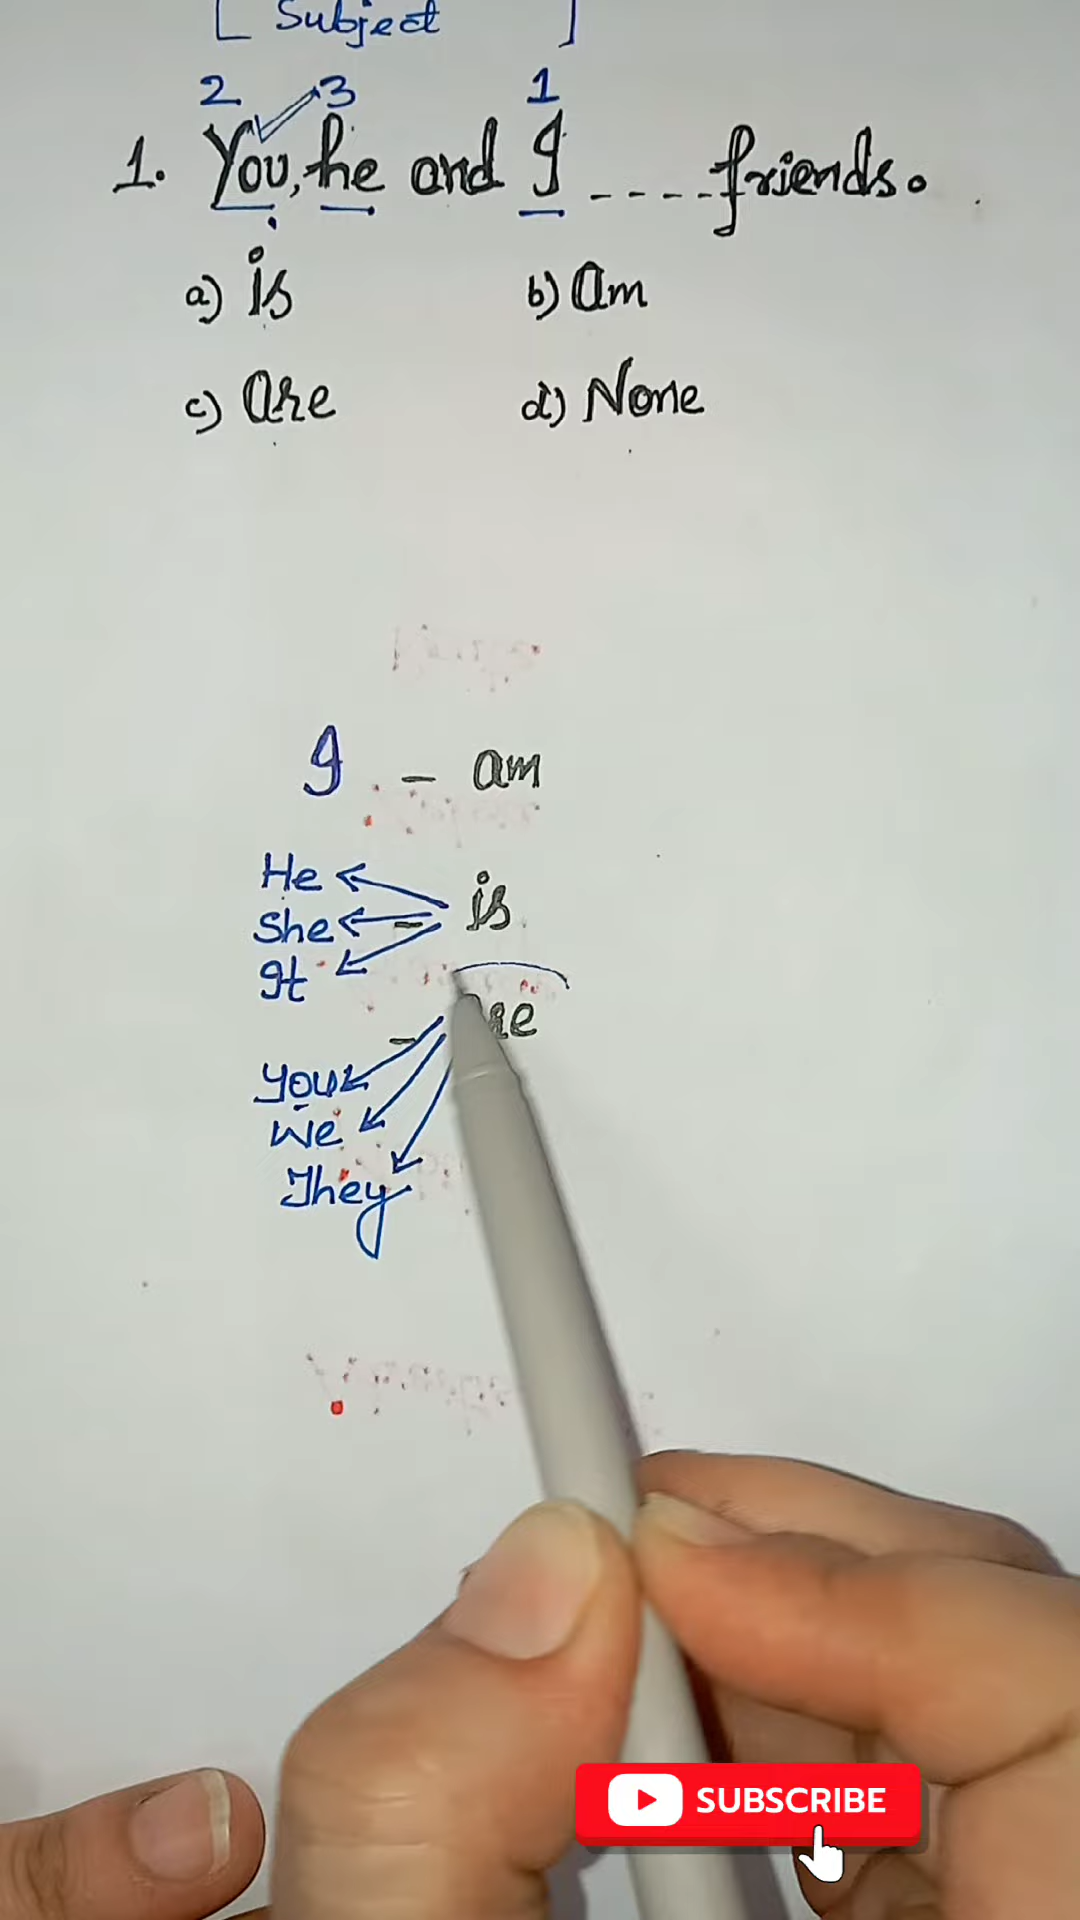 [ Subject ]
2 3 1
1. You, he and I ---- friends.
a) is b) am
c) are d) None
I - am
He
She - is
It
are
-
You
We
They
SUBSCRIBE